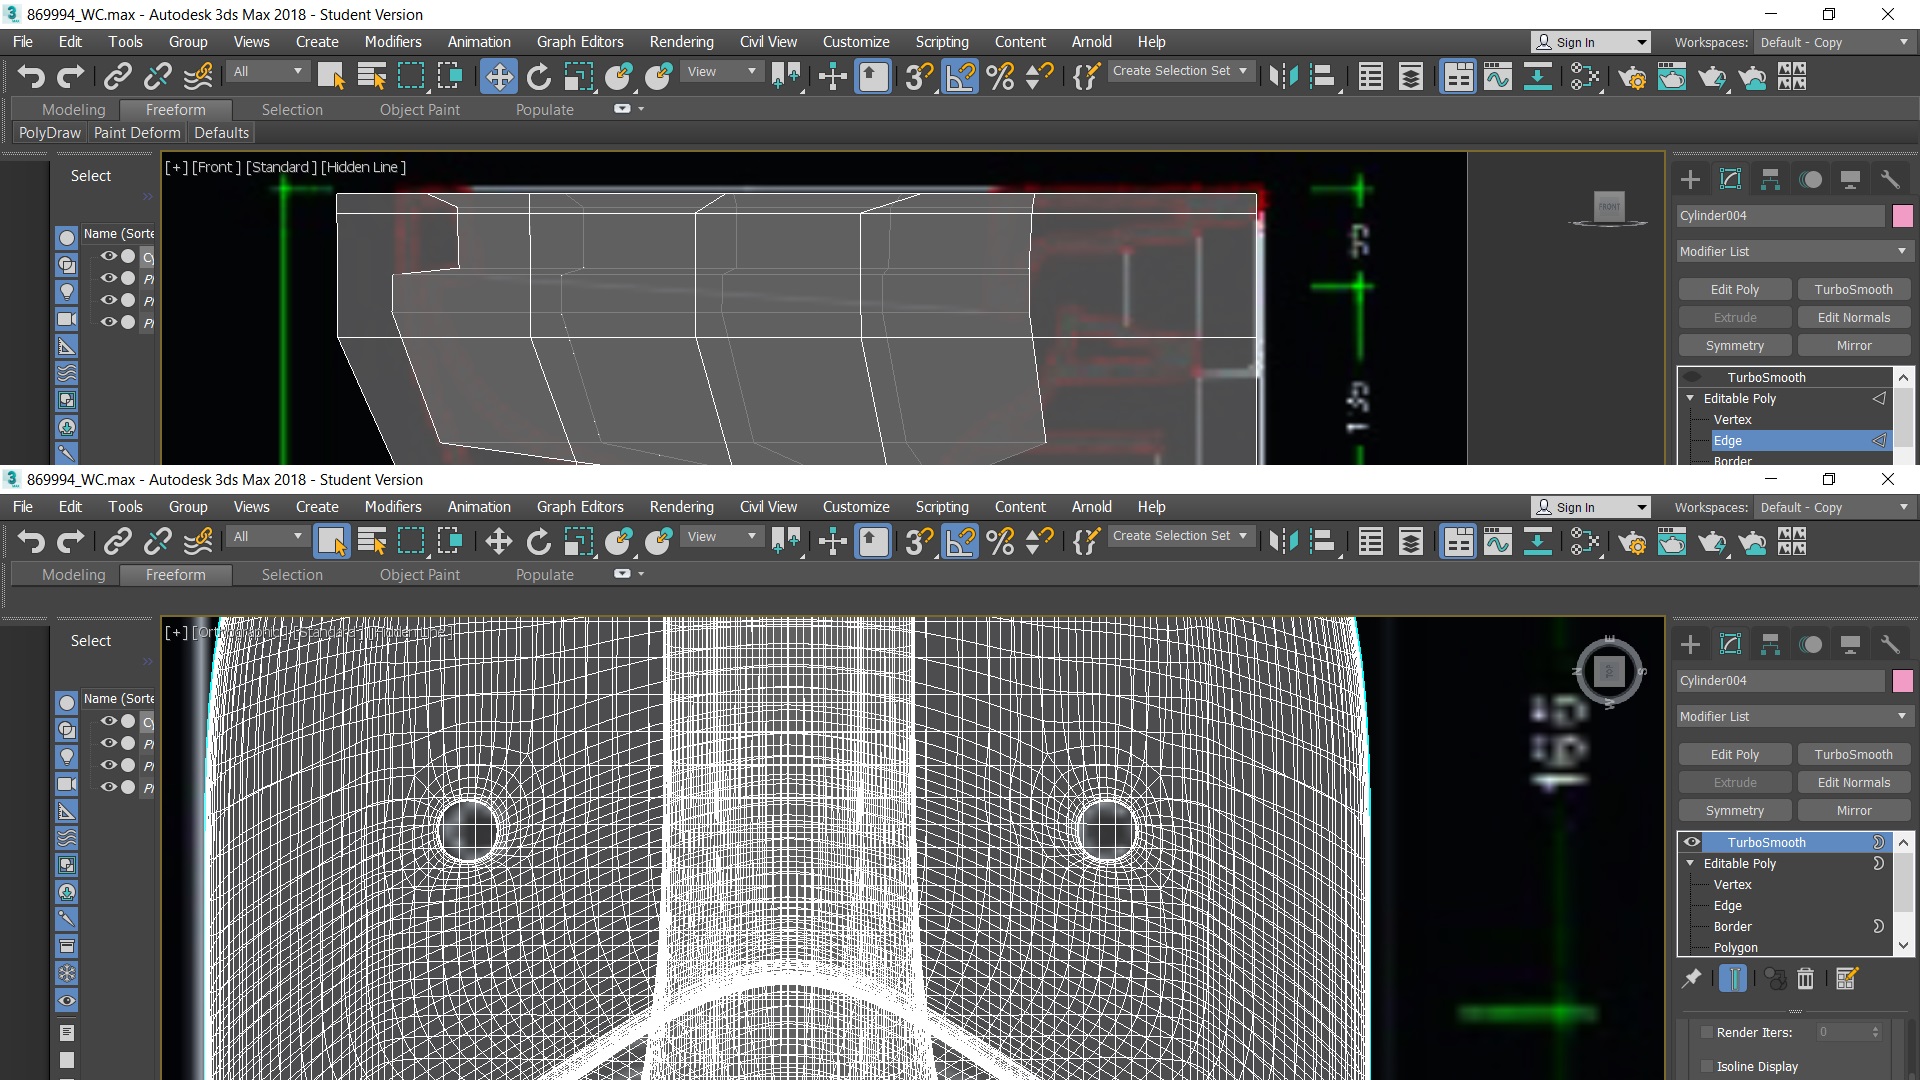 869994_WC.max - Autodesk 3ds Max 2018 - Student Version
File Edit Tools Group Views Create Modifiers Animation Graph Editors Rendering Civil View Customize Scripting Content Arnold Help
Sign In
Workspaces: Default - Copy
All View Create Selection Set
Modeling Freeform Selection Object Paint Populate
PolyDraw Paint Deform Defaults
Select
[+] [Front ] [Standard ] [Hidden Line ]
FRONT
Cylinder004
Name (Sorte
Modifier List
Cy
Edit Poly TurboSmooth
Extrude Edit Normals
Symmetry Mirror
TurboSmooth
Editable Poly
Vertex
Edge
Border
869994_WC.max - Autodesk 3ds Max 2018 - Student Version
File Edit Tools Group Views Create Modifiers Animation Graph Editors Rendering Civil View Customize Scripting Content Arnold Help
Sign In
Workspaces: Default - Copy
All View Create Selection Set
Modeling Freeform Selection Object Paint Populate
Select
[+] [Orthographic ] [Standard ] [Hidden Line ]
E
N TOP S
W
Cylinder004
Name (Sorte
Modifier List
Cy
Edit Poly TurboSmooth
Extrude Edit Normals
Symmetry Mirror
TurboSmooth
Editable Poly
Vertex
Edge
Border
Polygon
Render Iters: 0
Isoline Display